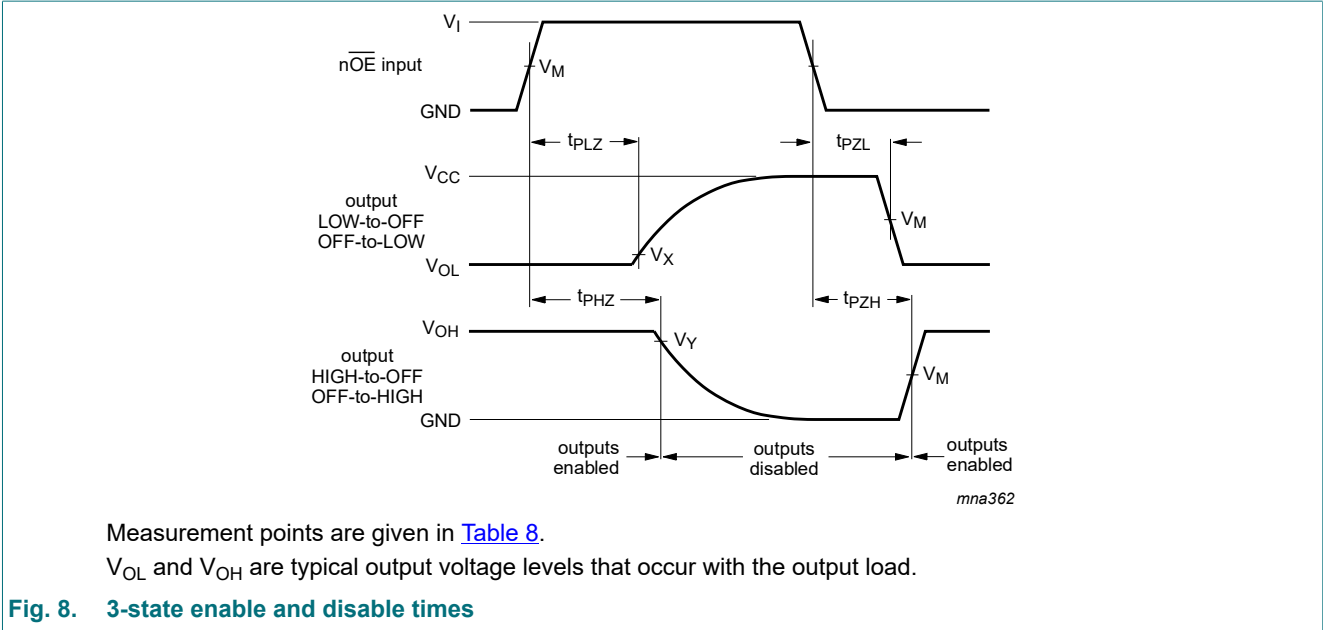 V_I
nO̅E̅ input
V_M
GND
t_PLZ
t_PZL
V_CC
output
LOW-to-OFF
OFF-to-LOW
V_M
V_X
V_OL
t_PHZ
t_PZH
V_OH
V_Y
output
HIGH-to-OFF
OFF-to-HIGH
V_M
GND
outputs
enabled
outputs
disabled
outputs
enabled
mna362
Measurement points are given in Table 8.
V_OL and V_OH are typical output voltage levels that occur with the output load.
Fig. 8. 3-state enable and disable times